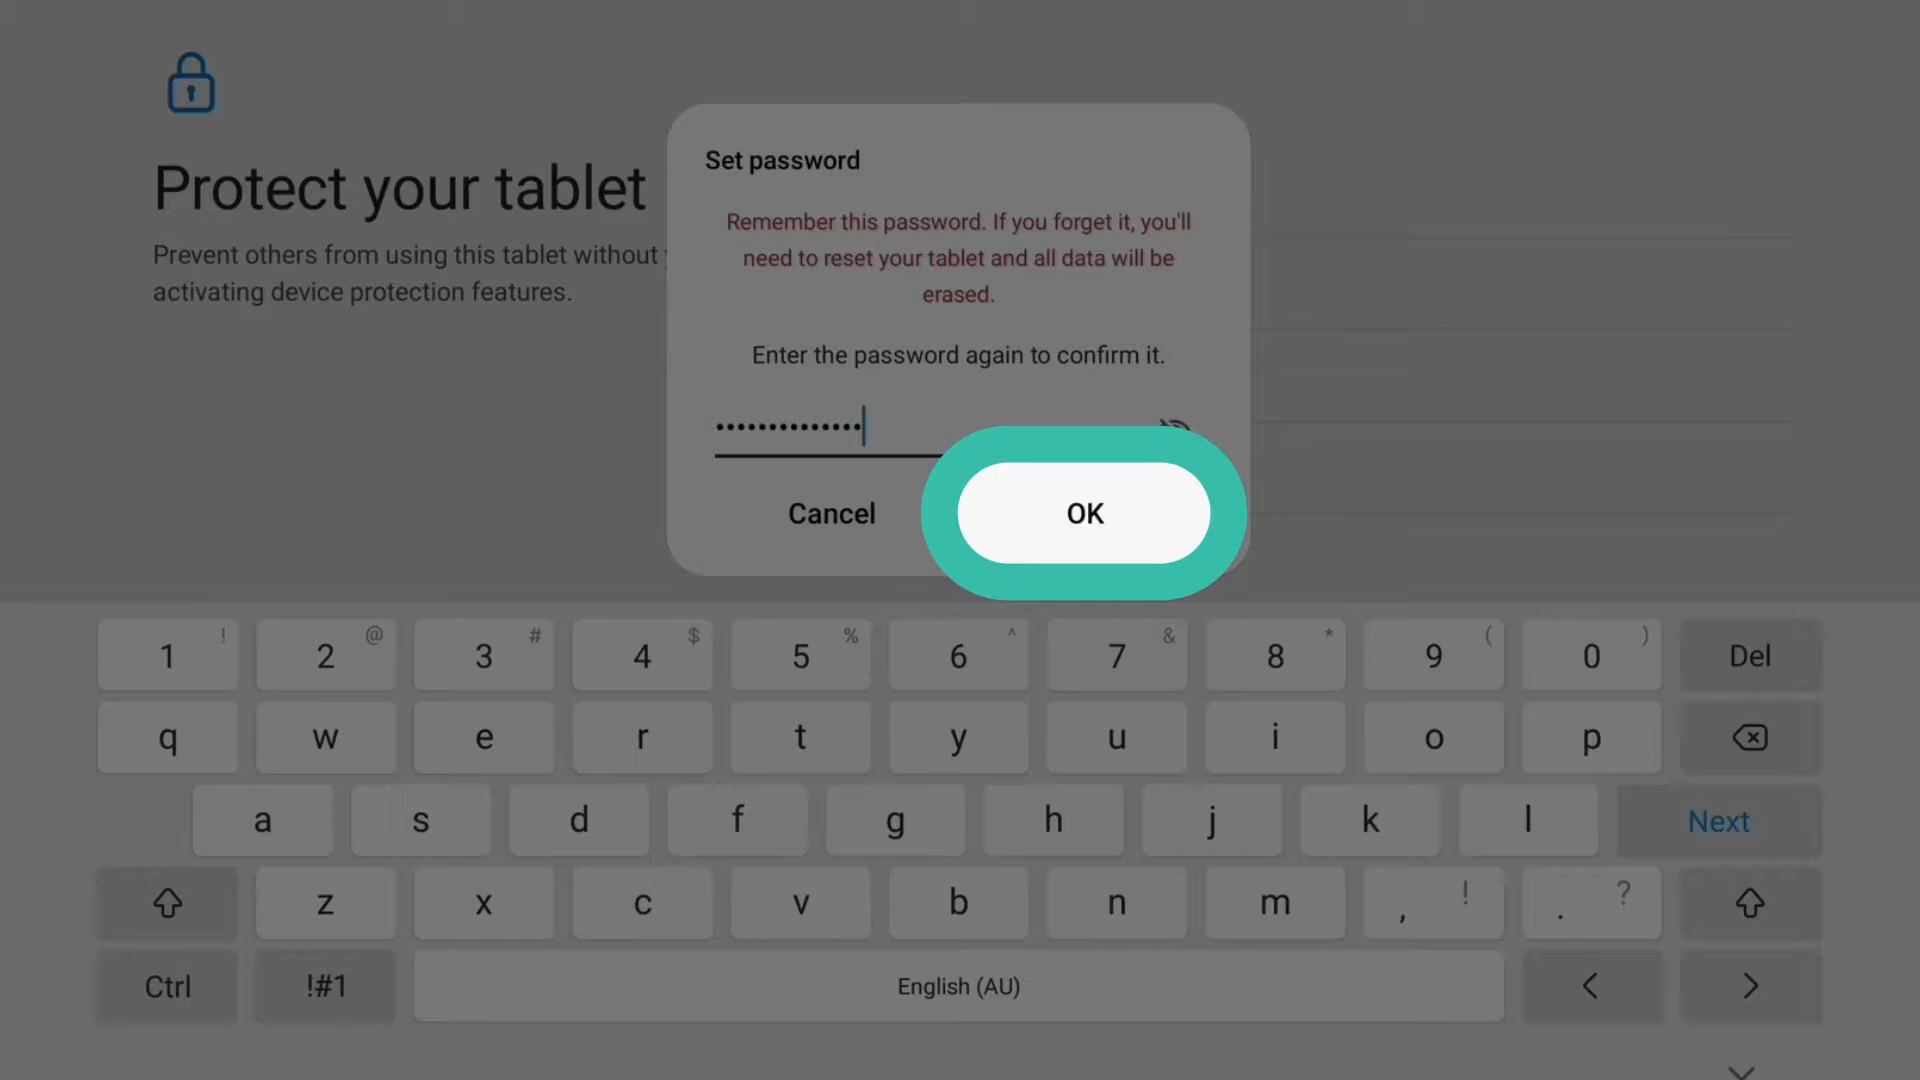 Protect your tablet
Prevent others from using this tablet without
activating device protection features.
Set password
Remember this password. If you forget it, you'll
need to reset your tablet and all data will be
erased.
Enter the password again to confirm it.
••••••••••••••
Cancel OK
1 ! 2 @ 3 # 4 $ 5 % 6 ^ 7 & 8 * 9 ( 0 ) Del
q w e r t y u i o p
a s d f g h j k l Next
z x c v b n m , ! . ?
Ctrl !#1 English (AU) < >